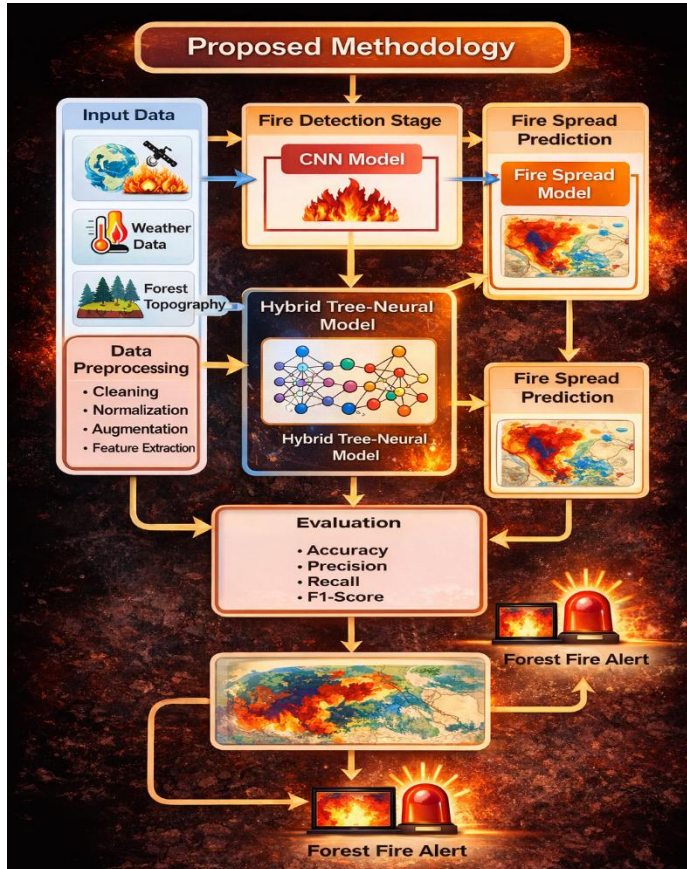 Proposed Methodology
Input Data
Weather
Data
Forest
Topography
Data
Preprocessing
• Cleaning
• Normalization
• Augmentation
• Feature Extraction
Fire Detection Stage
CNN Model
Fire Spread
Prediction
Fire Spread
Model
Hybrid Tree-Neural
Model
Hybrid Tree-Neural
Model
Fire Spread
Prediction
Evaluation
• Accuracy
• Precision
• Recall
• F1-Score
Forest Fire Alert
Forest Fire Alert